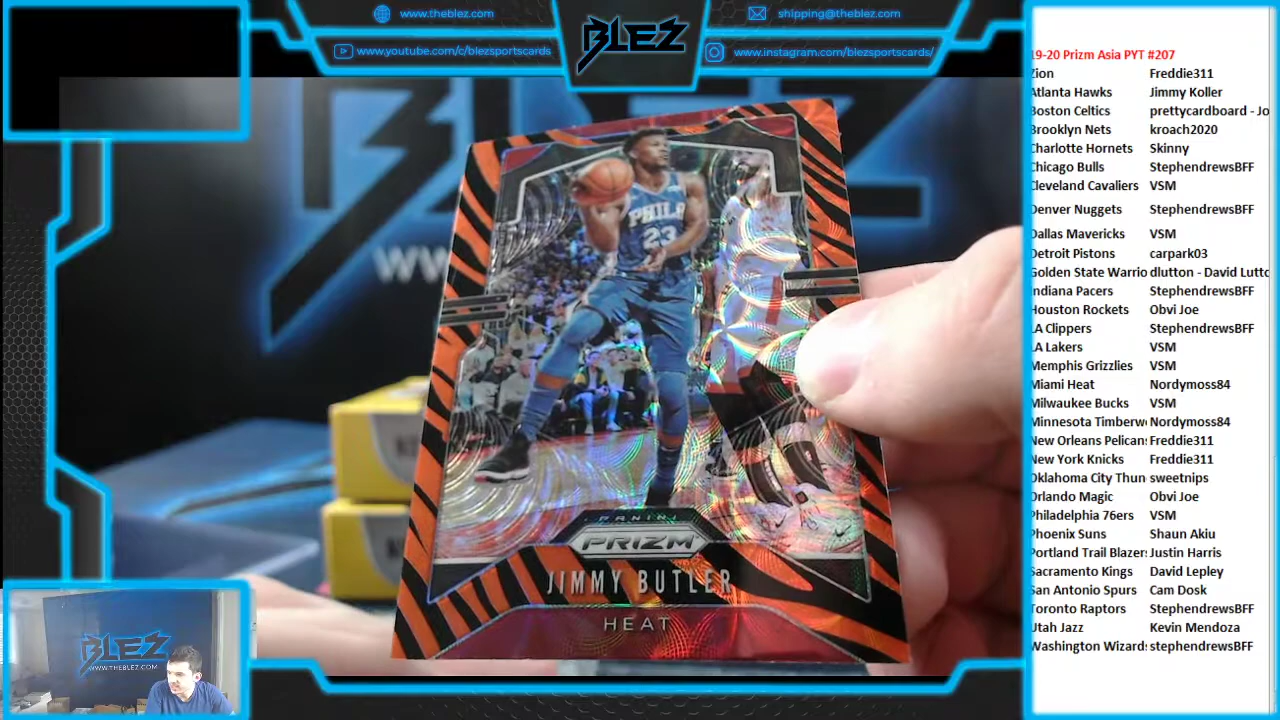 www.theblez.com
www.youtube.com/c/blezsportscards
BLEZ
shipping@theblez.com
www.instagram.com/blezsportscards/
PHILA
23
PANINI
PRIZM
JIMMY BUTLER
HEAT
BLEZ
WWW.THEBLEZ.COM
19-20 Prizm Asia PYT #207
Zion Freddie311
Atlanta Hawks Jimmy Koller
Boston Celtics prettycardboard - Jo
Brooklyn Nets kroach2020
Charlotte Hornets Skinny
Chicago Bulls StephendrewsBFF
Cleveland Cavaliers VSM
Denver Nuggets StephendrewsBFF
Dallas Mavericks VSM
Detroit Pistons carpark03
Golden State Warrio dlutton - David Lutto
Indiana Pacers StephendrewsBFF
Houston Rockets Obvi Joe
LA Clippers StephendrewsBFF
LA Lakers VSM
Memphis Grizzlies VSM
Miami Heat Nordymoss84
Milwaukee Bucks VSM
Minnesota Timberw Nordymoss84
New Orleans Pelican Freddie311
New York Knicks Freddie311
Oklahoma City Thun sweetnips
Orlando Magic Obvi Joe
Philadelphia 76ers VSM
Phoenix Suns Shaun Akiu
Portland Trail Blazer Justin Harris
Sacramento Kings David Lepley
San Antonio Spurs Cam Dosk
Toronto Raptors StephendrewsBFF
Utah Jazz Kevin Mendoza
Washington Wizard stephendrewsBFF